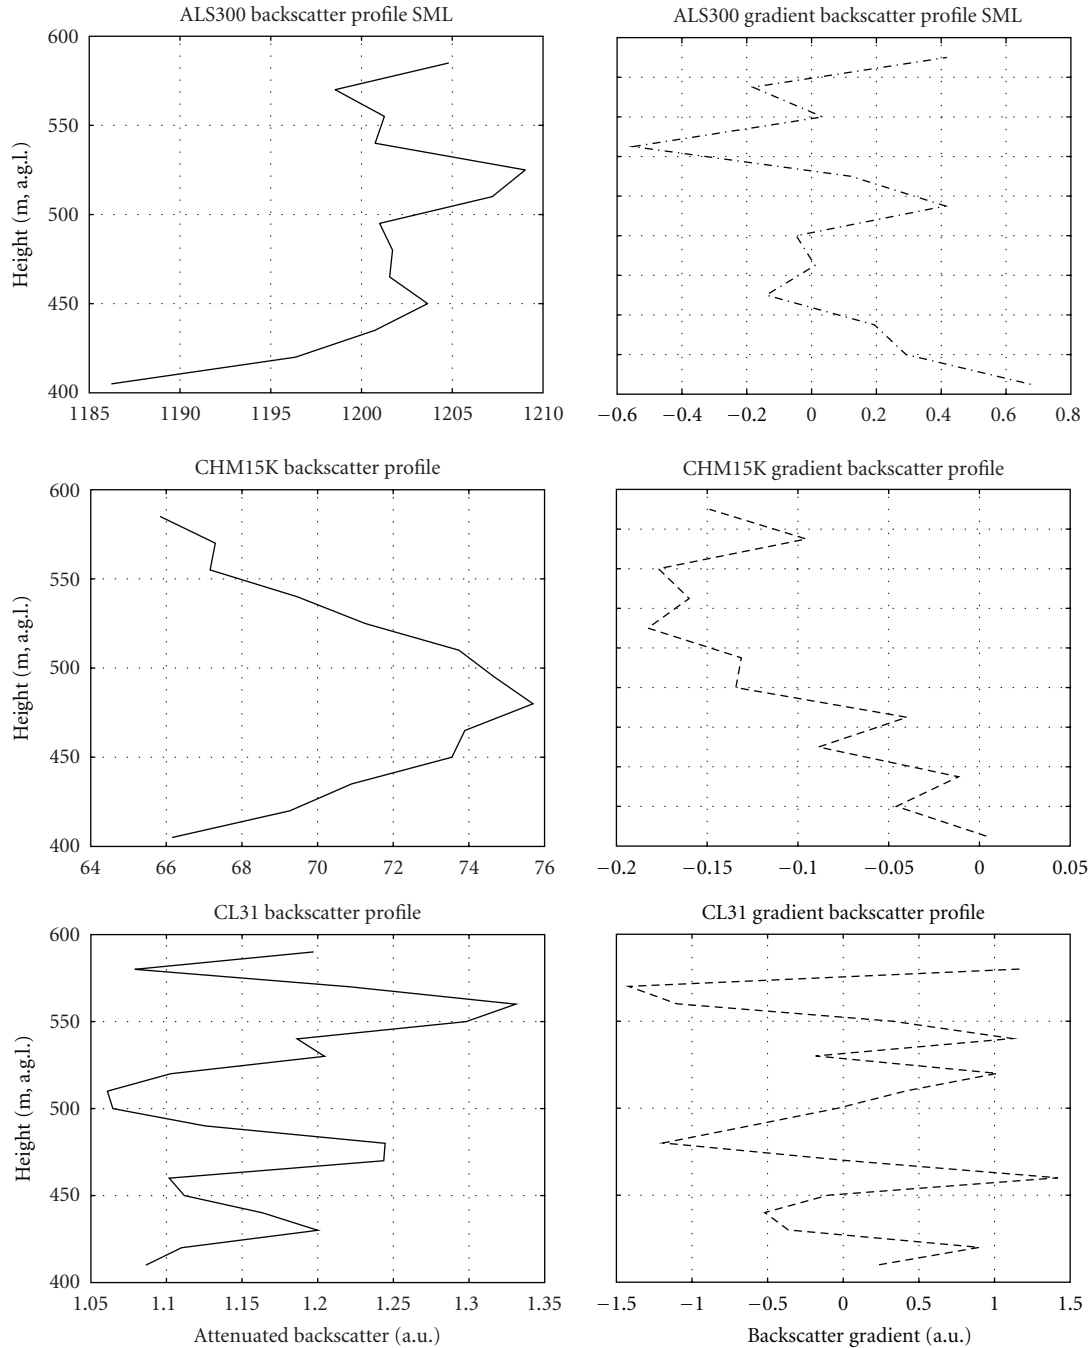 ALS300 backscatter profile SML
600
550
500
450
400
Height (m, a.g.l.)
1185 1190 1195 1200 1205 1210
ALS300 gradient backscatter profile SML
−0.6 −0.4 −0.2 0 0.2 0.4 0.6 0.8
CHM15K backscatter profile
600
550
500
450
400
Height (m, a.g.l.)
64 66 68 70 72 74 76
CHM15K gradient backscatter profile
−0.2 −0.15 −0.1 −0.05 0 0.05
CL31 backscatter profile
600
550
500
450
400
Height (m, a.g.l.)
1.05 1.1 1.15 1.2 1.25 1.3 1.35
Attenuated backscatter (a.u.)
CL31 gradient backscatter profile
−1.5 −1 −0.5 0 0.5 1 1.5
Backscatter gradient (a.u.)